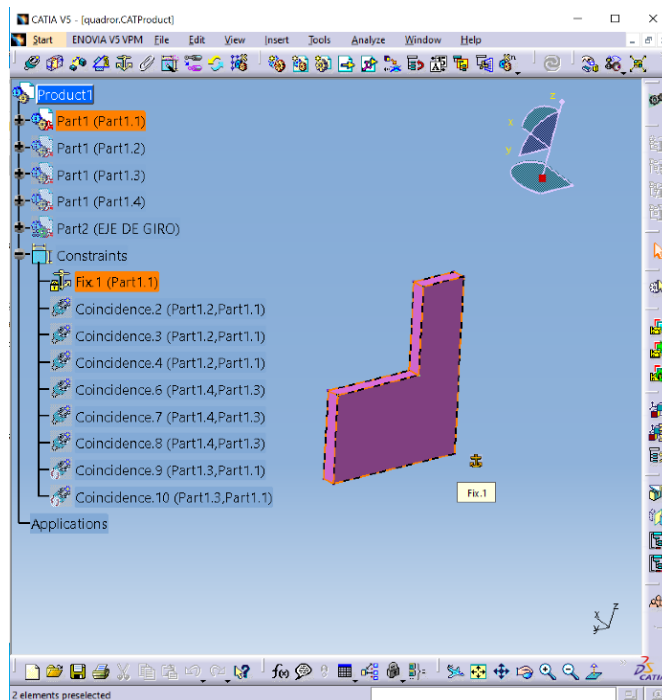 CATIA V5 - [quadror.CATProduct]
Start ENOVIA V5 VPM File Edit View Insert Tools Analyze Window Help
Product1
Part1 (Part1.1)
Part1 (Part1.2)
Part1 (Part1.3)
Part1 (Part1.4)
Part2 (EJE DE GIRO)
Constraints
Fix.1 (Part1.1)
Coincidence.2 (Part1.2,Part1.1)
Coincidence.3 (Part1.2,Part1.1)
Coincidence.4 (Part1.2,Part1.1)
Coincidence.6 (Part1.4,Part1.3)
Coincidence.7 (Part1.4,Part1.3)
Coincidence.8 (Part1.4,Part1.3)
Coincidence.9 (Part1.3,Part1.1)
Coincidence.10 (Part1.3,Part1.1)
Applications
z
x
y
Fix.1
x z
y
f(x)
CATIA
2 elements preselected